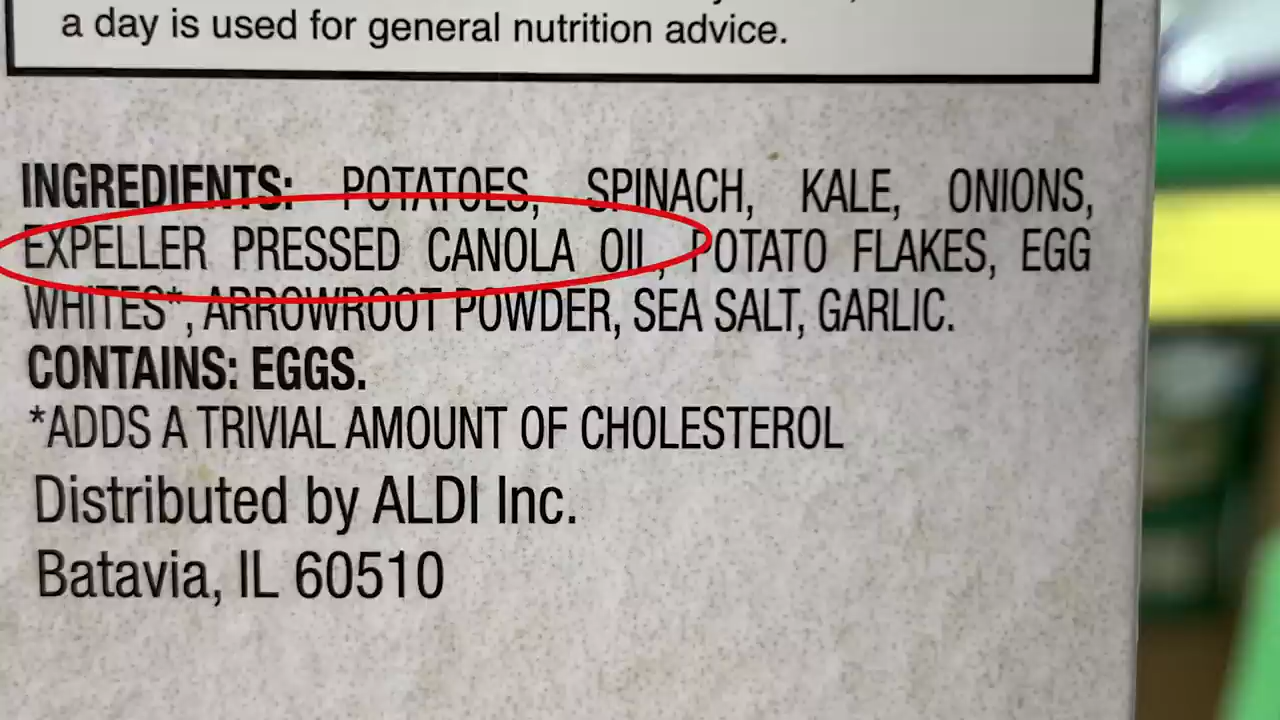 a day is used for general nutrition advice.
INGREDIENTS: POTATOES, SPINACH, KALE, ONIONS,
EXPELLER PRESSED CANOLA OIL, POTATO FLAKES, EGG
WHITES*, ARROWROOT POWDER, SEA SALT, GARLIC.
CONTAINS: EGGS.
*ADDS A TRIVIAL AMOUNT OF CHOLESTEROL
Distributed by ALDI Inc.
Batavia, IL 60510